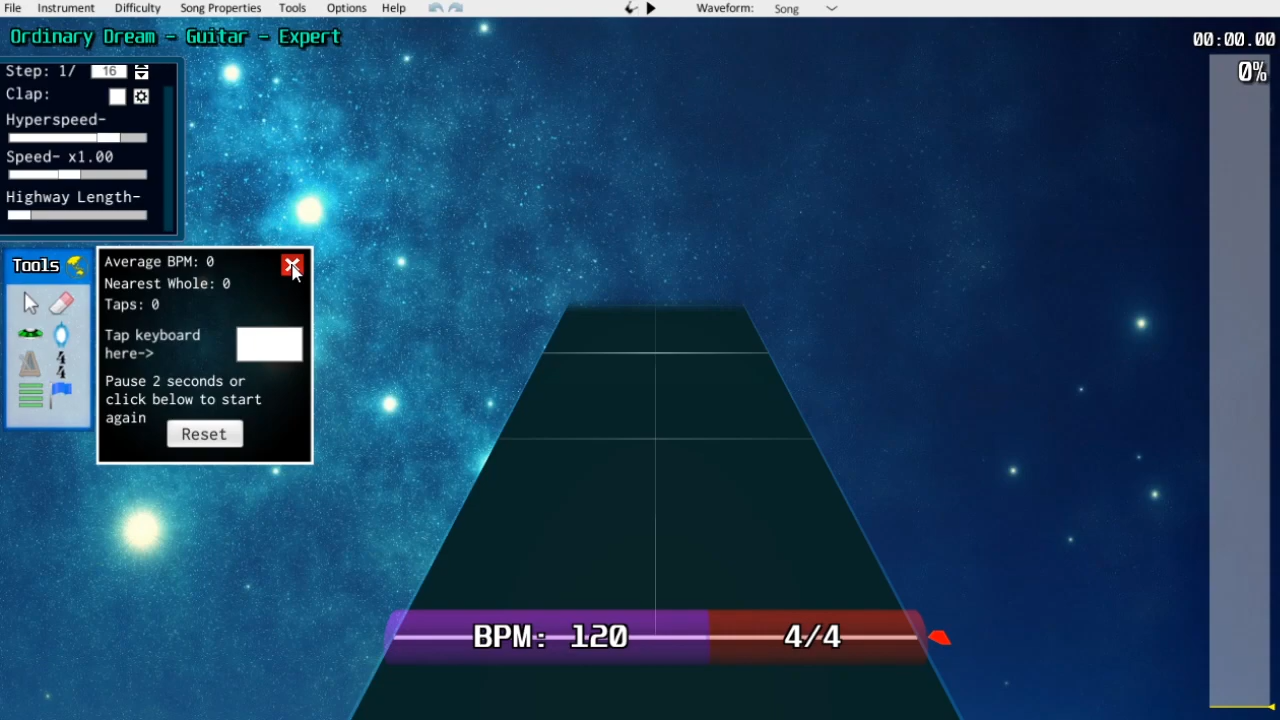 File Instrument Difficulty Song Properties Tools Options Help Waveform: Song
Ordinary Dream - Guitar - Expert
00:00.00
0%
Step: 1/ 16
Clap:
Hyperspeed-
Speed- x1.00
Highway Length-
Tools
Average BPM: 0
Nearest Whole: 0
Taps: 0
Tap keyboard
here->
Pause 2 seconds or
click below to start
again
Reset
4
4
BPM: 120 4/4